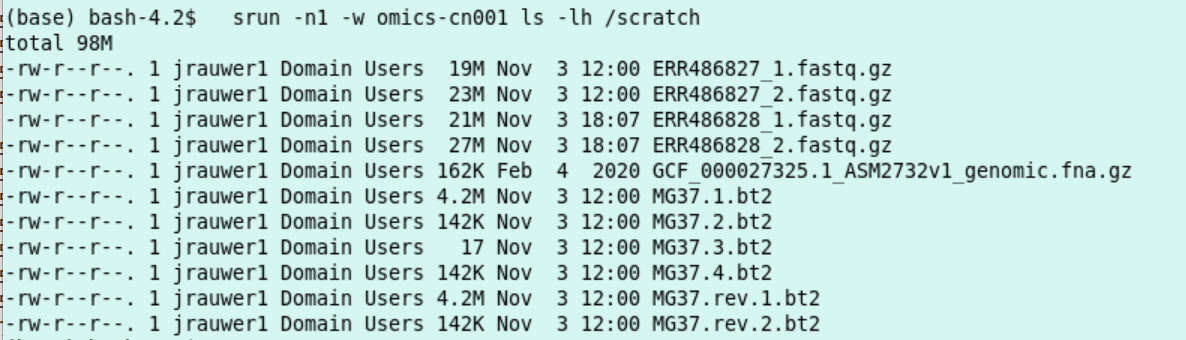 (base) bash-4.2$   srun -n1 -w omics-cn001 ls -lh /scratch
total 98M
-rw-r--r--. 1 jrauwer1 Domain Users  19M Nov  3 12:00 ERR486827_1.fastq.gz
-rw-r--r--. 1 jrauwer1 Domain Users  23M Nov  3 12:00 ERR486827_2.fastq.gz
-rw-r--r--. 1 jrauwer1 Domain Users  21M Nov  3 18:07 ERR486828_1.fastq.gz
-rw-r--r--. 1 jrauwer1 Domain Users  27M Nov  3 18:07 ERR486828_2.fastq.gz
-rw-r--r--. 1 jrauwer1 Domain Users 162K Feb  4  2020 GCF_000027325.1_ASM2732v1_genomic.fna.gz
-rw-r--r--. 1 jrauwer1 Domain Users 4.2M Nov  3 12:00 MG37.1.bt2
-rw-r--r--. 1 jrauwer1 Domain Users 142K Nov  3 12:00 MG37.2.bt2
-rw-r--r--. 1 jrauwer1 Domain Users   17 Nov  3 12:00 MG37.3.bt2
-rw-r--r--. 1 jrauwer1 Domain Users 142K Nov  3 12:00 MG37.4.bt2
-rw-r--r--. 1 jrauwer1 Domain Users 4.2M Nov  3 12:00 MG37.rev.1.bt2
-rw-r--r--. 1 jrauwer1 Domain Users 142K Nov  3 12:00 MG37.rev.2.bt2